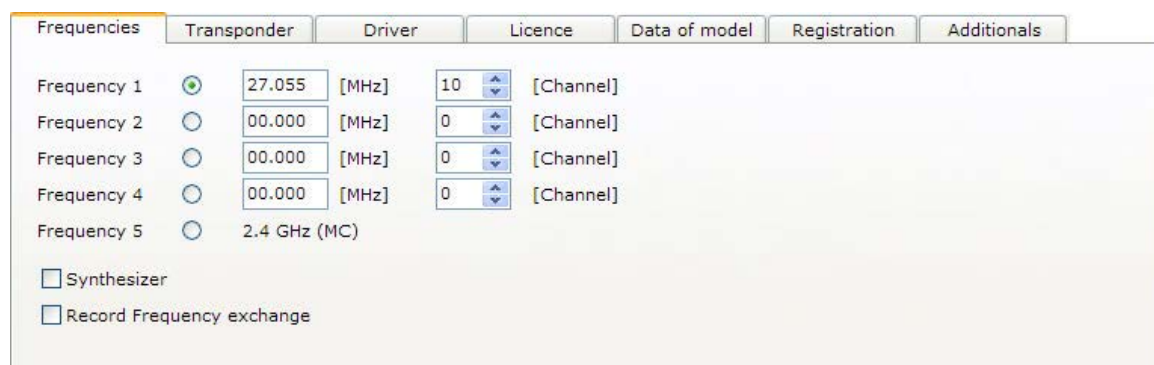 Frequencies Transponder Driver Licence Data of model Registration Additionals
Frequency 1 27.055 [MHz] 10 [Channel]
Frequency 2 00.000 [MHz] 0 [Channel]
Frequency 3 00.000 [MHz] 0 [Channel]
Frequency 4 00.000 [MHz] 0 [Channel]
Frequency 5 2.4 GHz (MC)
Synthesizer
Record Frequency exchange